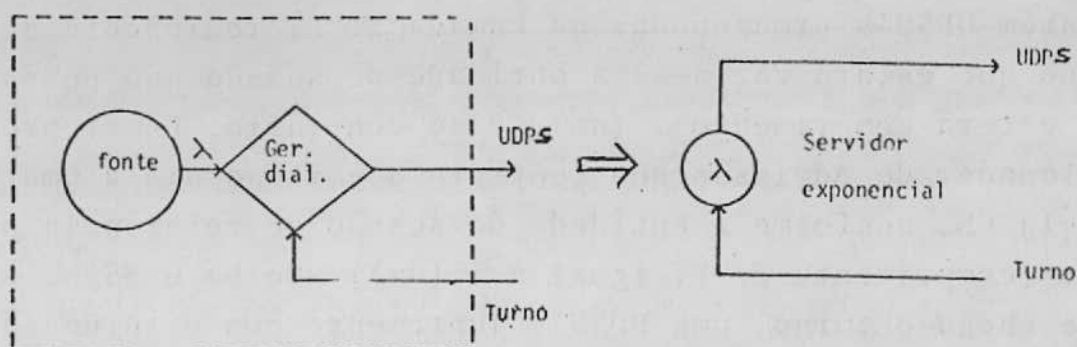 UDPS
fonte
λ
Ger.
dial
UDPS
Servidor
exponencial
λ
Turno
Turno